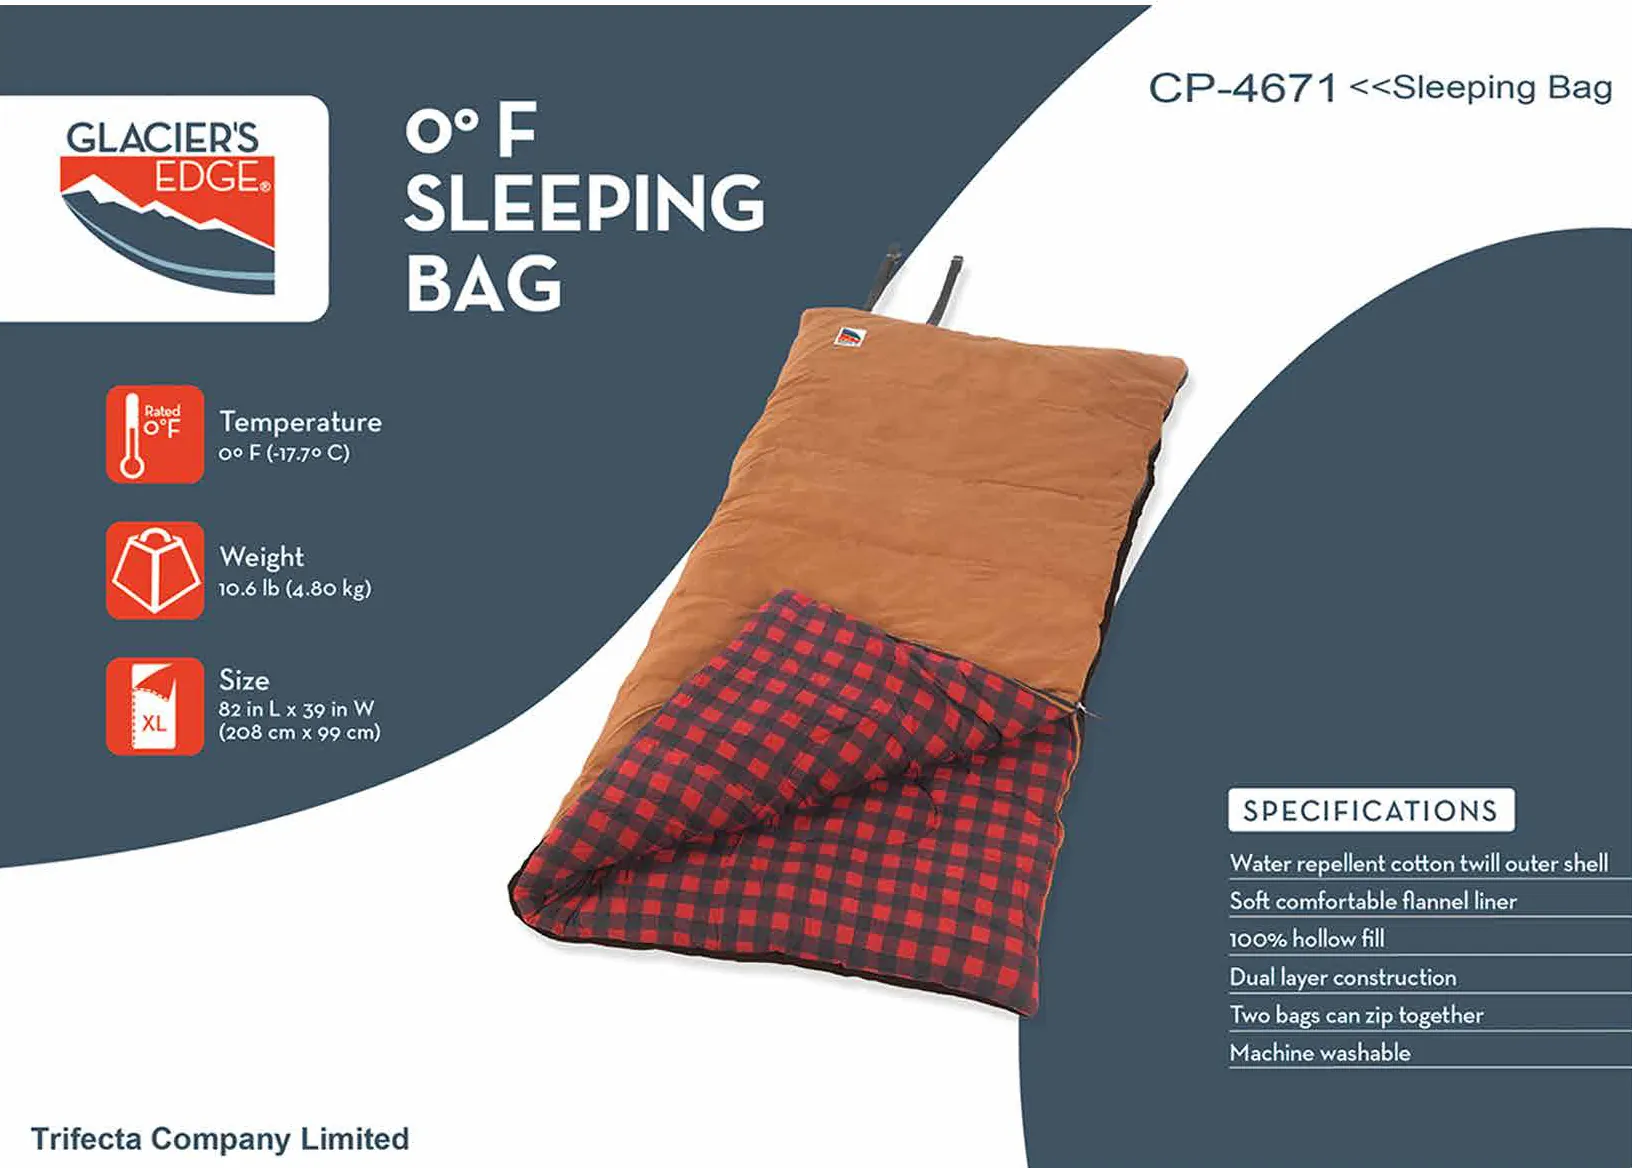 CP-4671 <<Sleeping Bag
GLACIER'S
EDGE®
0° F
SLEEPING
BAG
Rated
0°F
Temperature
0° F (-17.7° C)
Weight
10.6 lb (4.80 kg)
XL
Size
82 in L x 39 in W
(208 cm x 99 cm)
SPECIFICATIONS
Water repellent cotton twill outer shell
Soft comfortable flannel liner
100% hollow fill
Dual layer construction
Two bags can zip together
Machine washable
Trifecta Company Limited